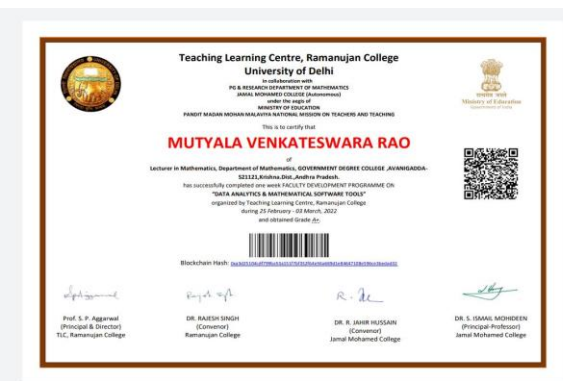 Teaching Learning Centre, Ramanujan College
University of Delhi
in collaboration with
PG & RESEARCH DEPARTMENT OF MATHEMATICS
JAMAL MOHAMED COLLEGE (Autonomous)
under the aegis of
MINISTRY OF EDUCATION
PANDIT MADAN MOHAN MALAVIYA NATIONAL MISSION ON TEACHERS AND TEACHING
Ministry of Education
Government of India
This is to certify that
MUTYALA VENKATESWARA RAO
of
Lecturer in Mathematics, Department of Mathematics, GOVERNMENT DEGREE COLLEGE ,AVANIGADDA-
521121,Krishna.Dist.,Andhra Pradesh.
has successfully completed one week FACULTY DEVELOPMENT PROGRAMME ON
"DATA ANALYTICS & MATHEMATICAL SOFTWARE TOOLS"
organized by Teaching Learning Centre, Ramanujan College
during 25 February - 03 March, 2022
and obtained Grade A+.
Blockchain Hash:
Prof. S. P. Aggarwal
(Principal & Director)
TLC, Ramanujan College
DR. RAJESH SINGH
(Convenor)
Ramanujan College
DR. R. JAHIR HUSSAIN
(Convenor)
Jamal Mohamed College
DR. S. ISMAIL MOHIDEEN
(Principal-Professor)
Jamal Mohamed College